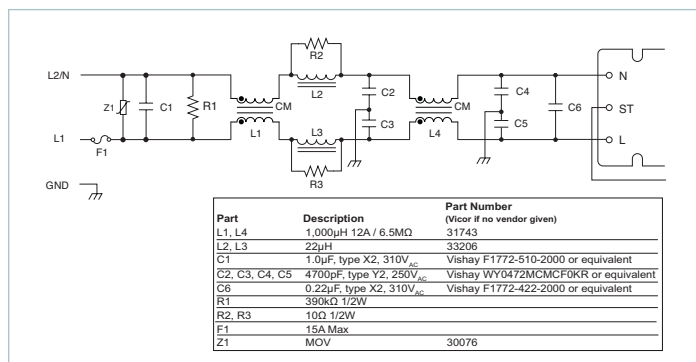 R2
L2/N
L2
N
Z1
C1
R1
CM
C2
CM
C4
C6
ST
L1
L3
C3
L4
C5
L1
F1
L
R3
GND
Part Description Part Number (Vicor if no vendor given)
L1, L4 1,000µH 12A / 6.5MΩ 31743
L2, L3 22µH 33206
C1 1.0µF, type X2, 310VAC Vishay F1772-510-2000 or equivalent
C2, C3, C4, C5 4700pF, type Y2, 250VAC Vishay WY0472MCMCF0KR or equivalent
C6 0.22µF, type X2, 310VAC Vishay F1772-422-2000 or equivalent
R1 390kΩ 1/2W
R2, R3 10Ω 1/2W
F1 15A Max
Z1 MOV 30076